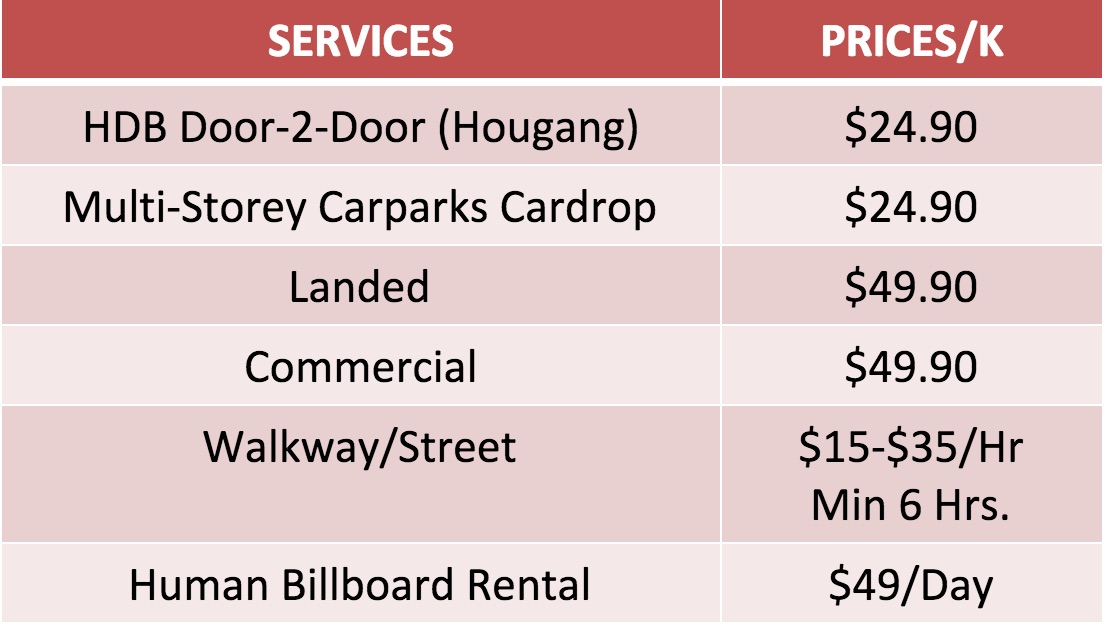 SERVICES PRICES/K
HDB Door-2-Door (Hougang) $24.90
Multi-Storey Carparks Cardrop $24.90
Landed $49.90
Commercial $49.90
Walkway/Street $15-$35/Hr
Min 6 Hrs.
Human Billboard Rental $49/Day